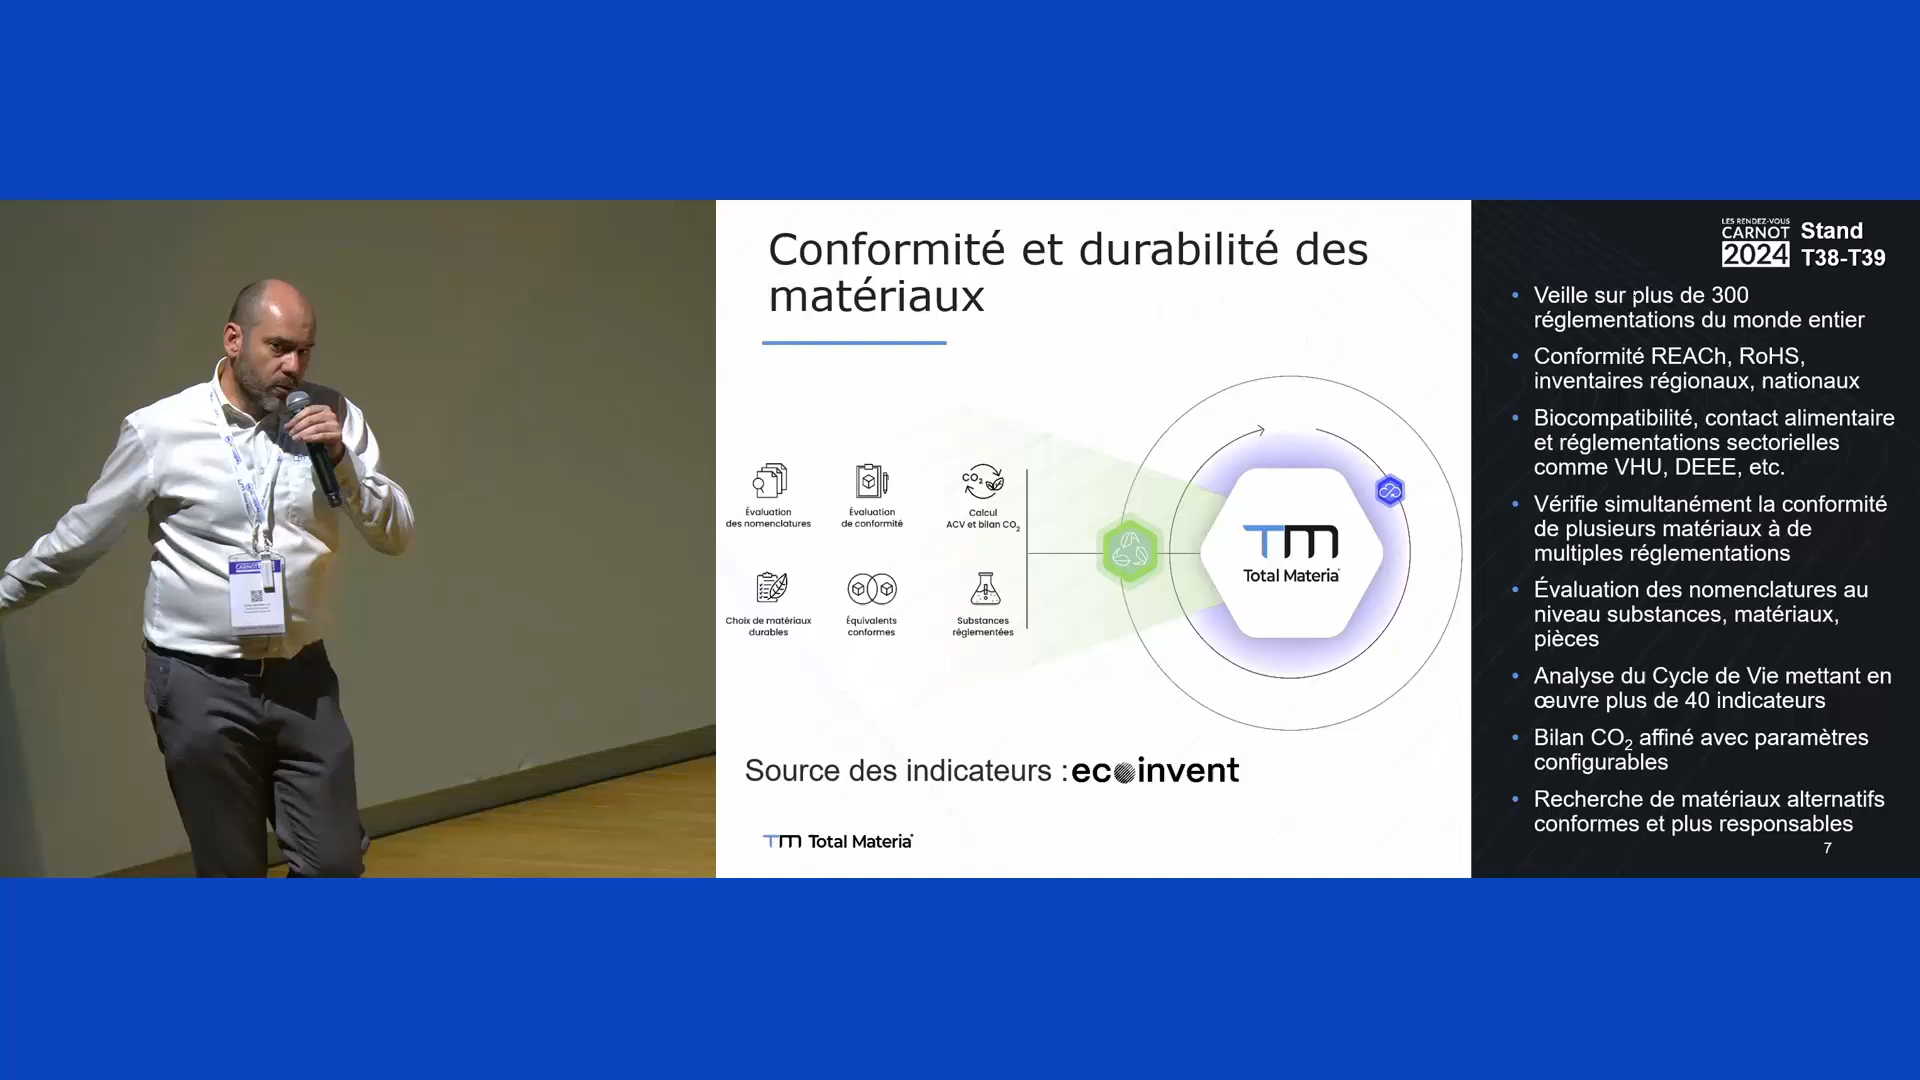 Conformité et durabilité des
matériaux
Évaluation
des nomenclatures
Évaluation
de conformité
CO2
Calcul
ACV et bilan CO2
Choix de matériaux
durables
Équivalents
conformes
Substances
réglementées
TM
Total Materia
Source des indicateurs : ecoinvent
TM Total Materia
LES RENDEZ-VOUS
CARNOT
2024
Stand
T38-T39
• Veille sur plus de 300
réglementations du monde entier
• Conformité REACh, RoHS,
inventaires régionaux, nationaux
• Biocompatibilité, contact alimentaire
et réglementations sectorielles
comme VHU, DEEE, etc.
• Vérifie simultanément la conformité
de plusieurs matériaux à de
multiples réglementations
• Évaluation des nomenclatures au
niveau substances, matériaux,
pièces
• Analyse du Cycle de Vie mettant en
œuvre plus de 40 indicateurs
• Bilan CO2 affiné avec paramètres
configurables
• Recherche de matériaux alternatifs
conformes et plus responsables
7
CARNOT